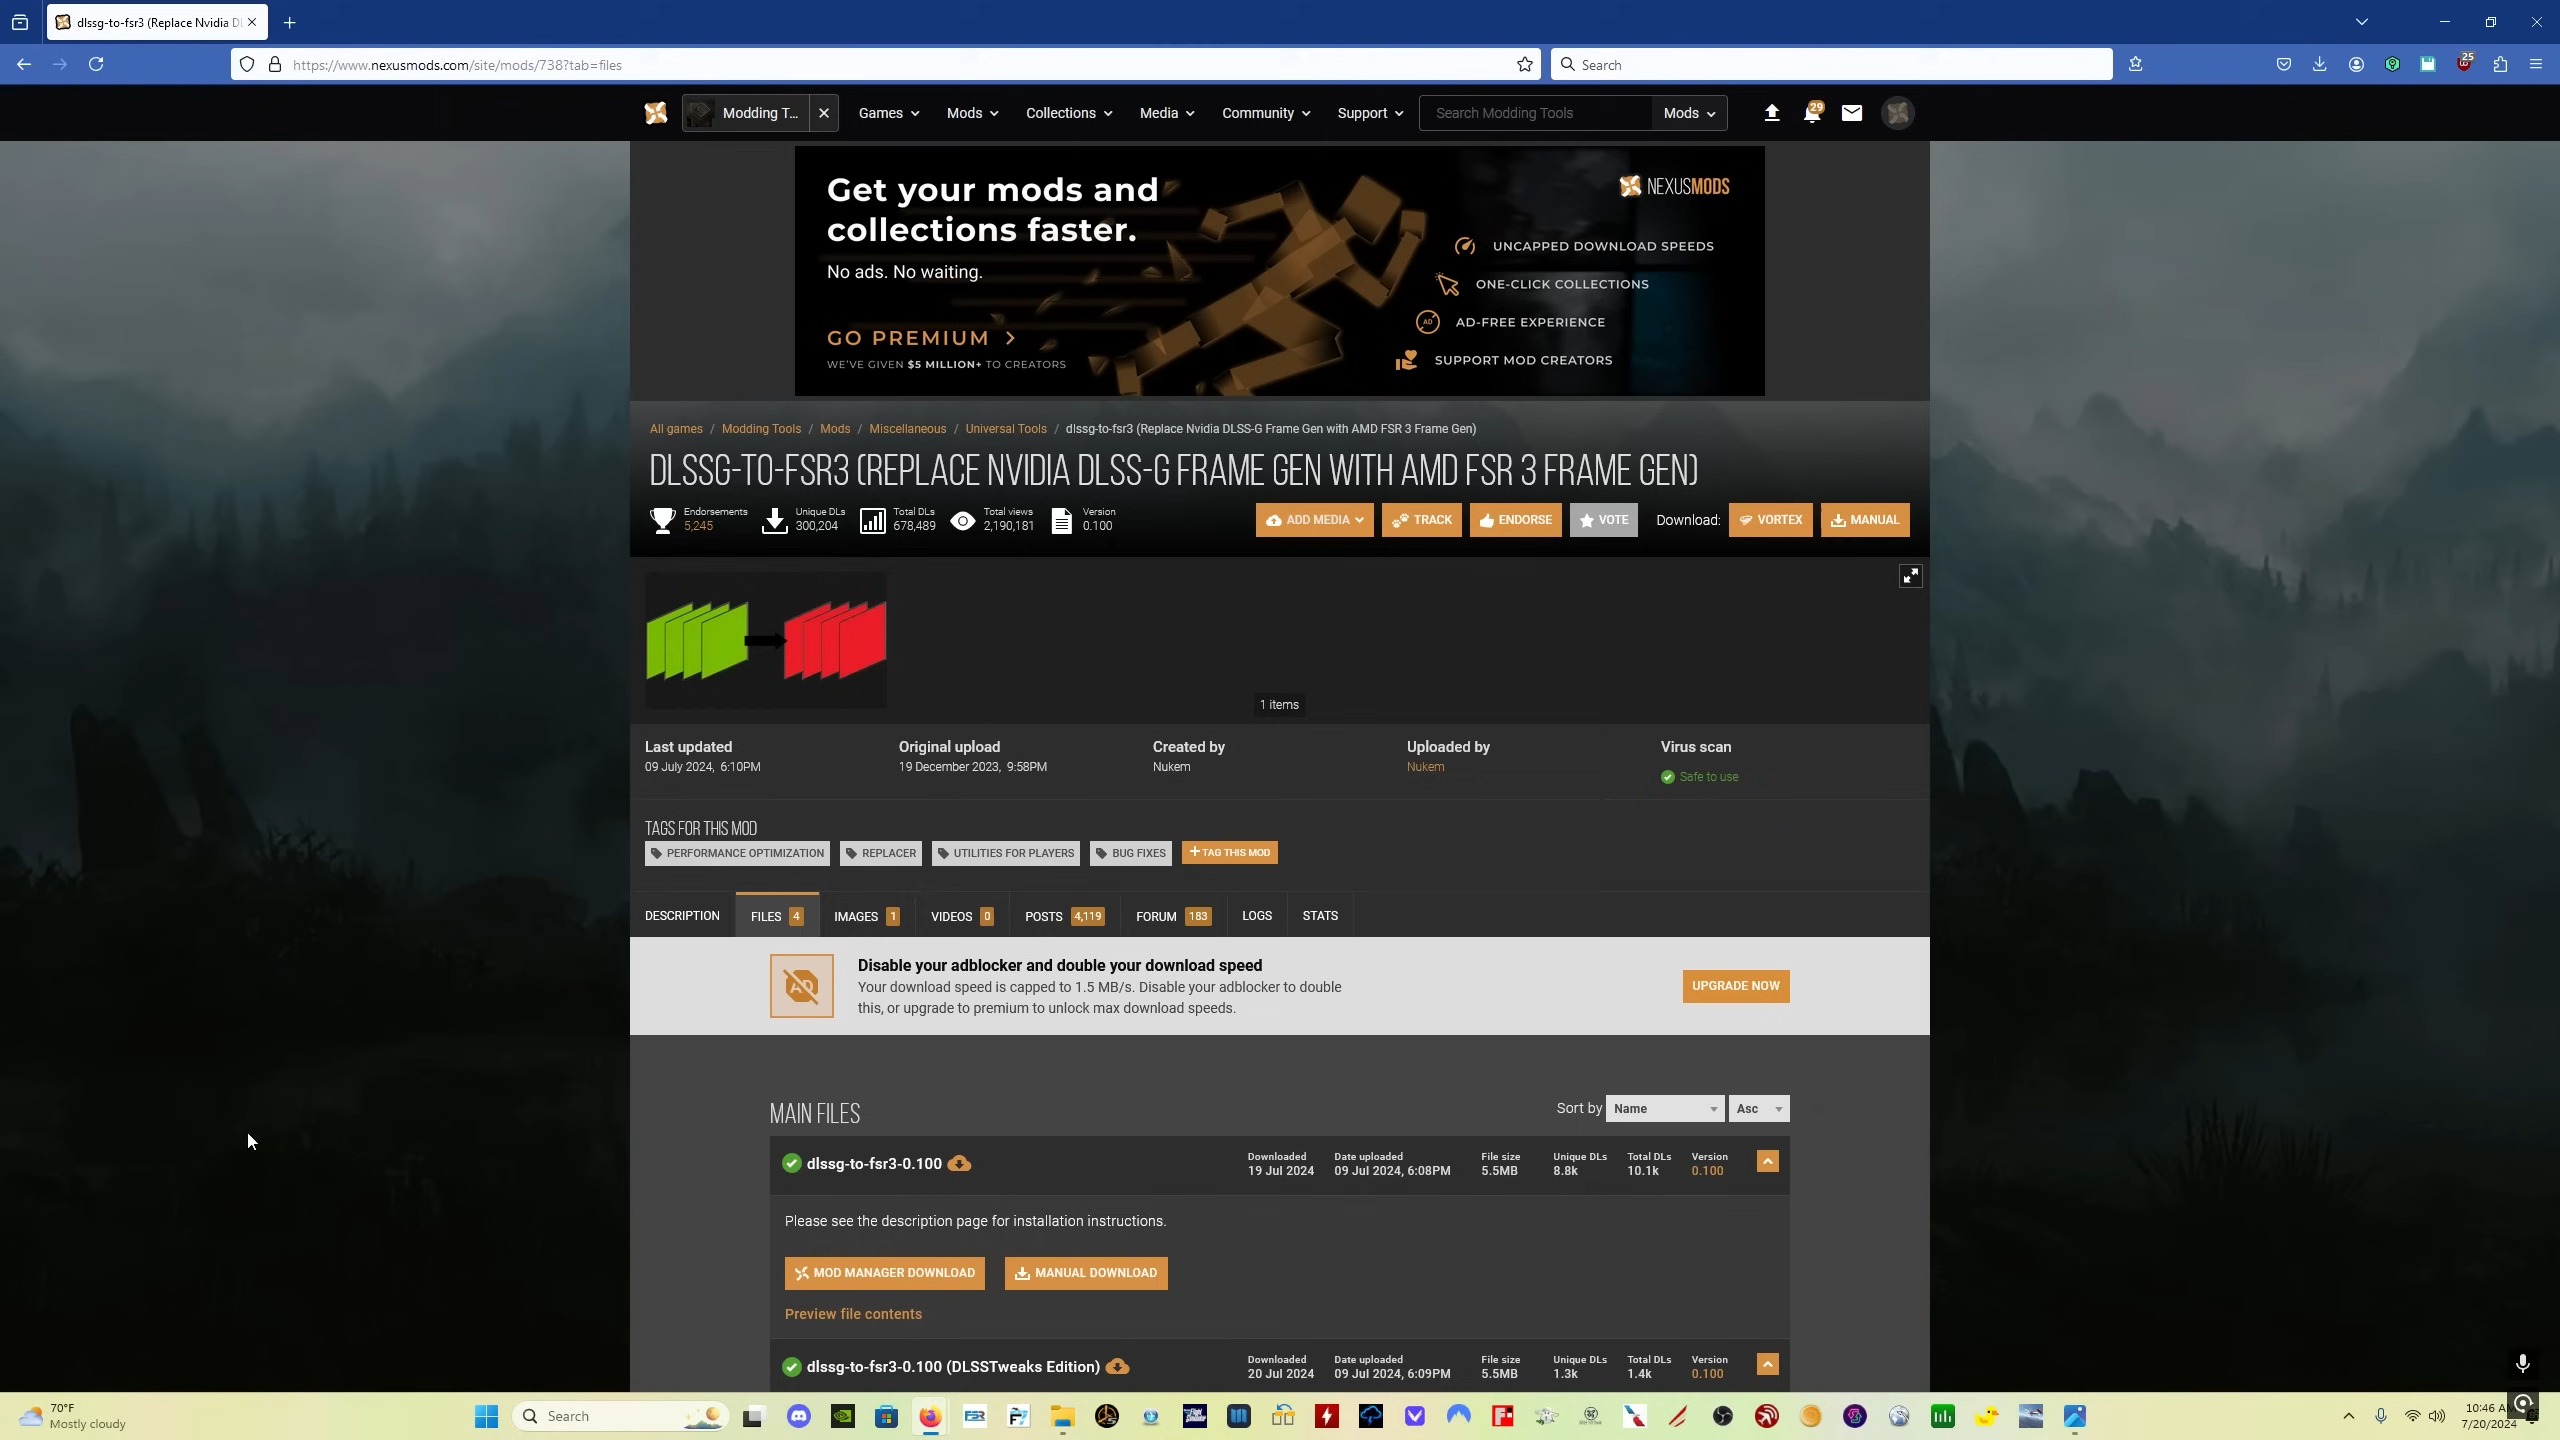 dlssg-to-fsr3 (Replace Nvidia D
https://www.nexusmods.com/site/mods/738?tab=files
Search
25
Modding T...
Games
Mods
Collections
Media
Community
Support
Search Modding Tools
Mods
29
Get your mods and
collections faster.
No ads. No waiting.
GO PREMIUM
WE'VE GIVEN $5 MILLION+ TO CREATORS
NEXUSMODS
UNCAPPED DOWNLOAD SPEEDS
ONE-CLICK COLLECTIONS
AD
AD-FREE EXPERIENCE
SUPPORT MOD CREATORS
All games / Modding Tools / Mods / Miscellaneous / Universal Tools / dlssg-to-fsr3 (Replace Nvidia DLSS-G Frame Gen with AMD FSR 3 Frame Gen)
DLSSG-TO-FSR3 (REPLACE NVIDIA DLSS-G FRAME GEN WITH AMD FSR 3 FRAME GEN)
Endorsements
5,245
Unique DLs
300,204
Total DLs
678,489
Total views
2,190,181
Version
0.100
ADD MEDIA
TRACK
ENDORSE
VOTE
Download:
VORTEX
MANUAL
1 items
Last updated
09 July 2024, 6:10PM
Original upload
19 December 2023, 9:58PM
Created by
Nukem
Uploaded by
Nukem
Virus scan
Safe to use
TAGS FOR THIS MOD
PERFORMANCE OPTIMIZATION
REPLACER
UTILITIES FOR PLAYERS
BUG FIXES
+ TAG THIS MOD
DESCRIPTION
FILES 4
IMAGES 1
VIDEOS 0
POSTS 4,119
FORUM 183
LOGS
STATS
AD
Disable your adblocker and double your download speed
Your download speed is capped to 1.5 MB/s. Disable your adblocker to double
this, or upgrade to premium to unlock max download speeds.
UPGRADE NOW
MAIN FILES
Sort by
Name
Asc
dlssg-to-fsr3-0.100
Downloaded
19 Jul 2024
Date uploaded
09 Jul 2024, 6:08PM
File size
5.5MB
Unique DLs
8.8k
Total DLs
10.1k
Version
0.100
Please see the description page for installation instructions.
MOD MANAGER DOWNLOAD
MANUAL DOWNLOAD
Preview file contents
dlssg-to-fsr3-0.100 (DLSSTweaks Edition)
Downloaded
20 Jul 2024
Date uploaded
09 Jul 2024, 6:09PM
File size
5.5MB
Unique DLs
1.3k
Total DLs
1.4k
Version
0.100
70°F
Mostly cloudy
Search
FSR
10:46
7/20/2024